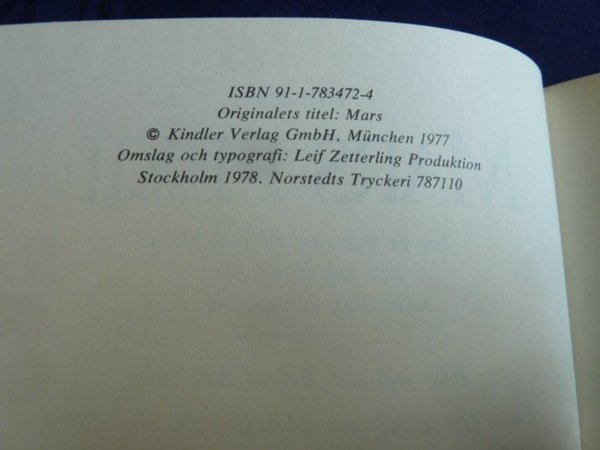 ISBN 91-1-783472-4
Originalets titel: Mars
© Kindler Verlag GmbH, München 1977
Omslag och typografi: Leif Zetterling Produktion
Stockholm 1978. Norstedts Tryckeri 787110